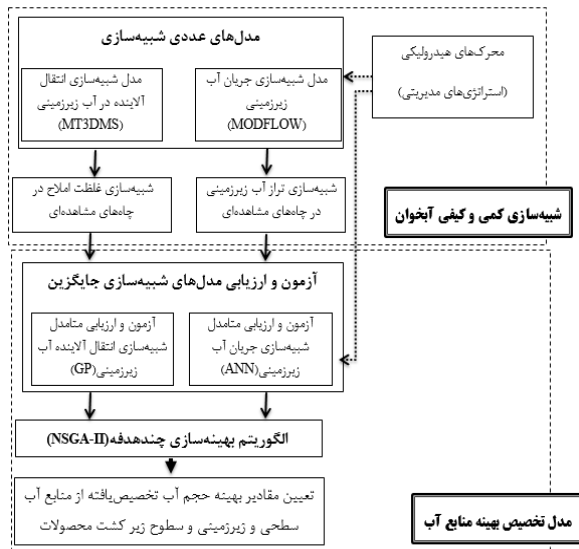 مدل‌های عددی شبیه‌سازی
مدل شبیه‌سازی جریان آب
زیرزمینی
(MODFLOW)
مدل شبیه‌سازی انتقال
آلاینده در آب زیرزمینی
(MT3DMS)
محرک‌های هیدرولیکی
(استراتژی‌های مدیریتی)
شبیه‌سازی تراز آب زیرزمینی
در چاه‌های مشاهده‌ای
شبیه‌سازی غلظت املاح در
چاه‌های مشاهده‌ای
شبیه‌سازی کمی و کیفی آبخوان
آزمون و ارزیابی مدل‌های شبیه‌سازی جایگزین
آزمون و ارزیابی متامدل
شبیه‌سازی جریان آب
زیرزمینی(ANN)
آزمون و ارزیابی متامدل
شبیه‌سازی انتقال آلاینده آب
زیرزمینی(GP)
الگوریتم بهینه‌سازی چندهدفه(NSGA-II)
تعیین مقادیر بهینه حجم آب تخصیص‌یافته از منابع آب
سطحی و زیرزمینی و سطوح زیر کشت محصولات
مدل تخصیص بهینه منابع آب